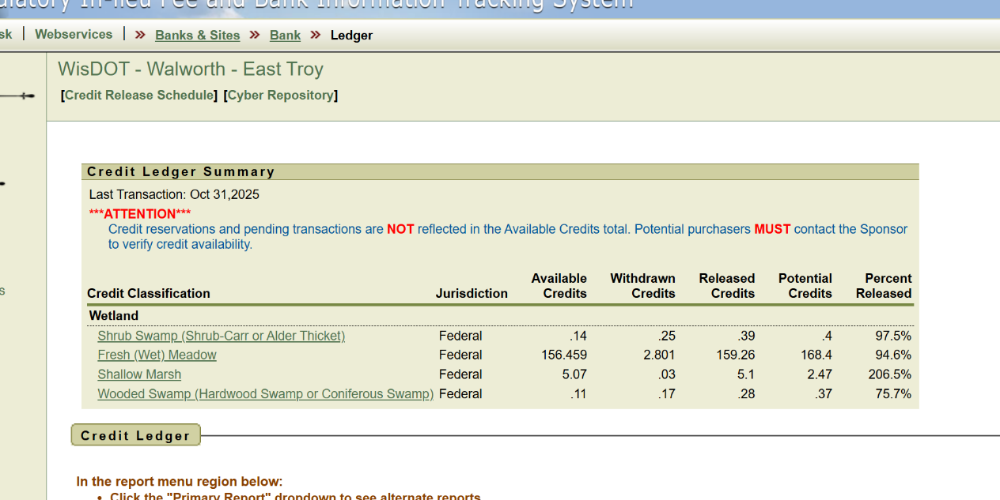 In-lieu Fee and Bank Information Tracking System
Webservices » Banks & Sites » Bank » Ledger
WisDOT - Walworth - East Troy
[Credit Release Schedule] [Cyber Repository]
Credit Ledger Summary
Last Transaction: Oct 31,2025
***ATTENTION***
Credit reservations and pending transactions are NOT reflected in the Available Credits total. Potential purchasers MUST contact the Sponsor
to verify credit availability.
Available Withdrawn Released Potential Percent
Credit Classification Jurisdiction Credits Credits Credits Credits Released
Wetland
Shrub Swamp (Shrub-Carr or Alder Thicket) Federal .14 .25 .39 .4 97.5%
Fresh (Wet) Meadow Federal 156.459 2.801 159.26 168.4 94.6%
Shallow Marsh Federal 5.07 .03 5.1 2.47 206.5%
Wooded Swamp (Hardwood Swamp or Coniferous Swamp) Federal .11 .17 .28 .37 75.7%
Credit Ledger
In the report menu region below:
• Click the "Primary Report" dropdown to see alternate reports